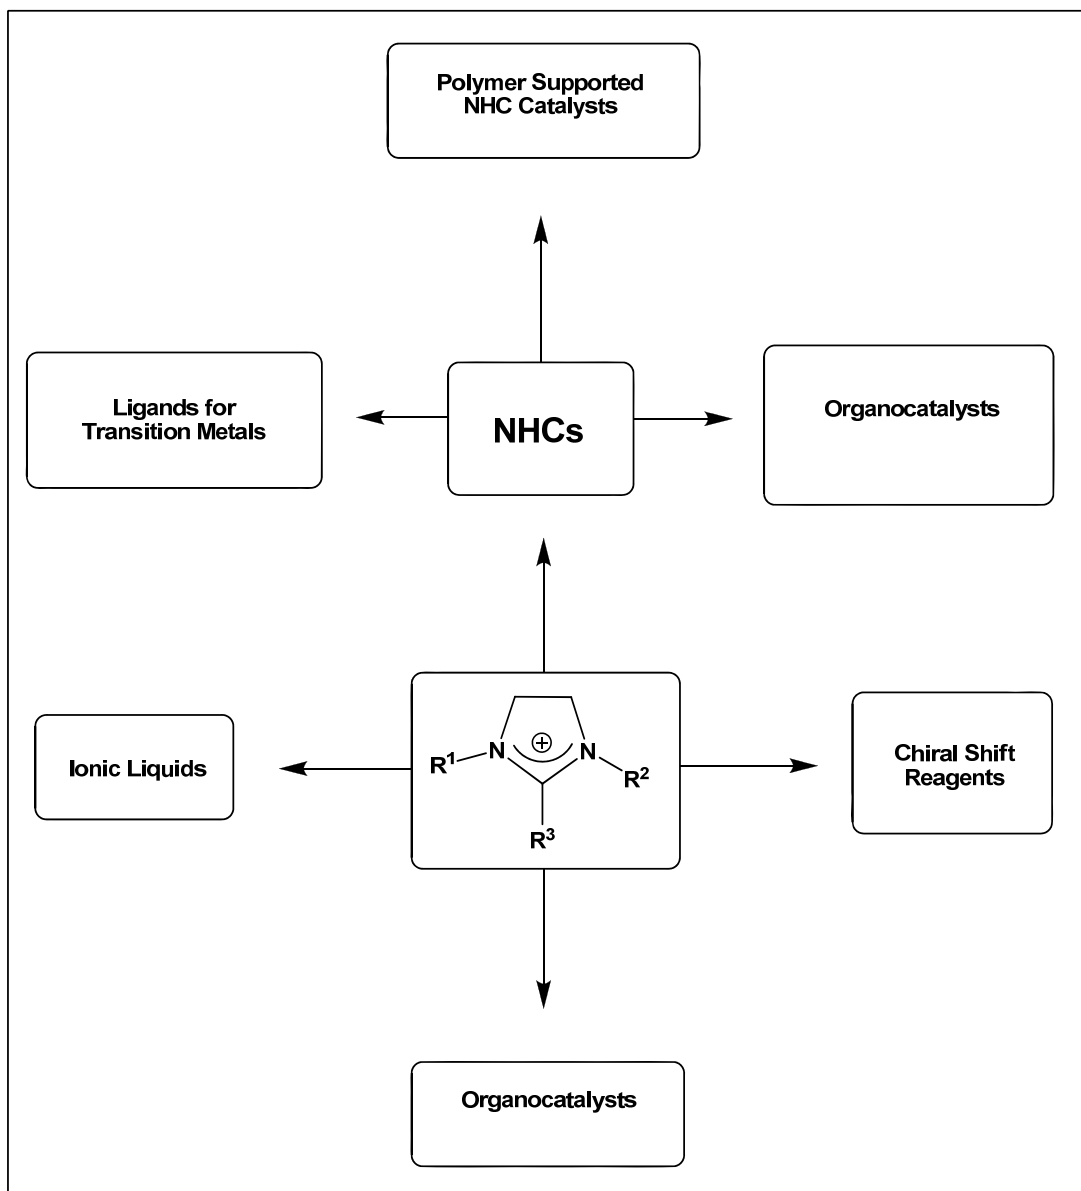 Polymer Supported
NHC Catalysts
Ligands for
Transition Metals
NHCs
Organocatalysts
Ionic Liquids
R¹
N
⊕
N
R²
R³
Chiral Shift
Reagents
Organocatalysts